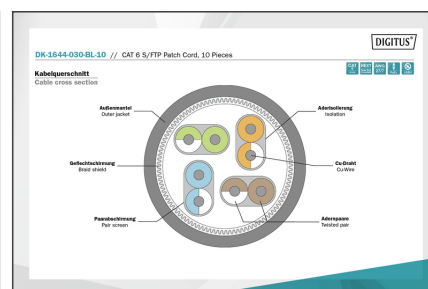 DIGITUS®
DK-1644-030-BL-10 // CAT 6 S/FTP Patch Cord, 10 Pieces
Kabelquerschnitt
Cable cross section
Außenmantel
Outer jacket
Aderisolierung
Isolation
Geflechtschirmung
Braid shield
Cu-Draht
Cu-Wire
Paarabschirmung
Pair screen
Adernpaare
Twisted pair